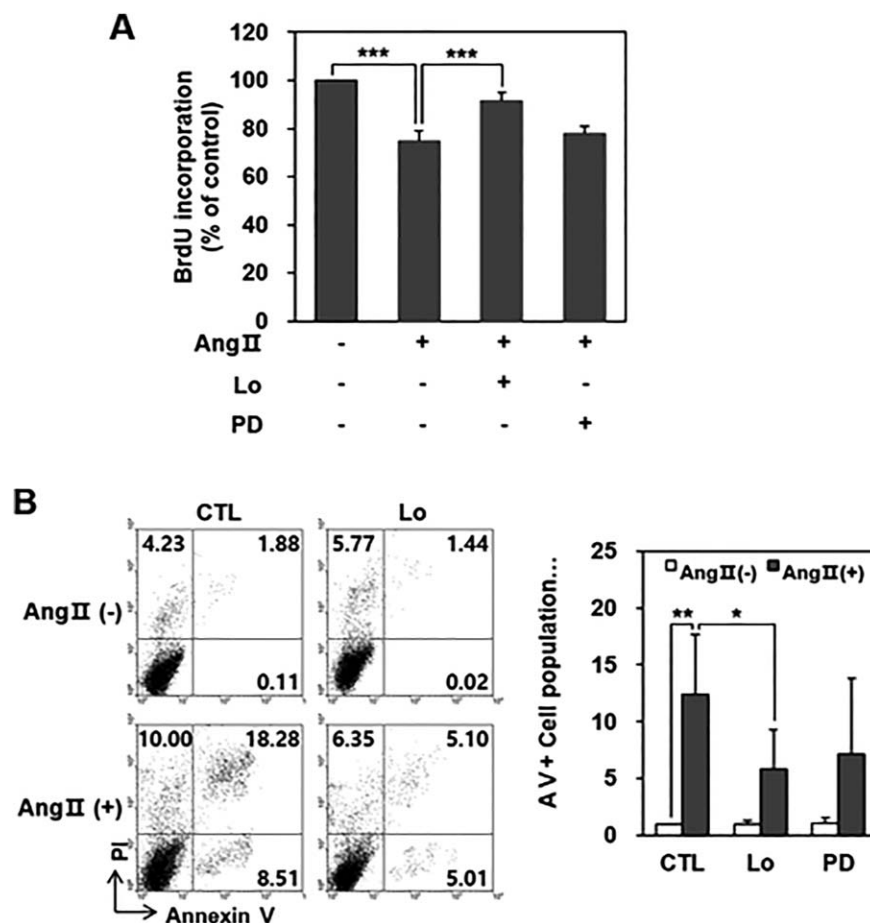 A
BrdU incorporation
(% of control)
120
100
80
60
40
20
0
*** ***
AngⅡ - + + +
Lo - - + -
PD - - - +
B
CTL Lo
AngⅡ (-)
4.23 1.88 5.77 1.44
0.11 0.02
AngⅡ (+)
10.00 18.28 6.35 5.10
8.51 5.01
PI
Annexin V
AV+ Cell population...
25
20
15
10
5
0
AngⅡ(-) AngⅡ(+)
** *
CTL Lo PD